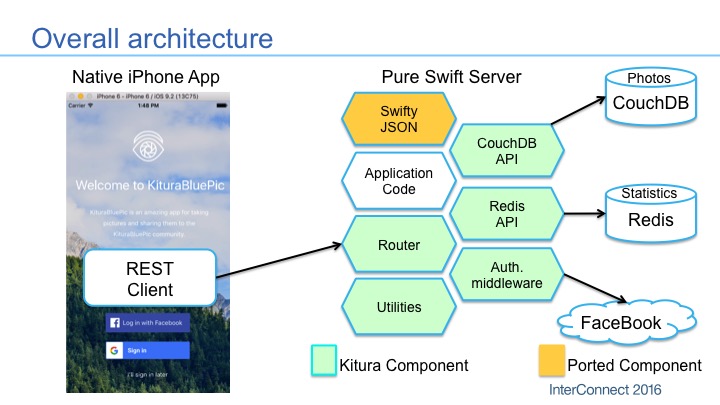 Overall architecture
Native iPhone App
Pure Swift Server
iPhone 6 - iPhone 6 / iOS 9.2 (13C75)
Carrier
1:48 PM
Welcome to KituraBluePic
KituraBluePic is an amazing app for taking
pictures and sharing them to the
KituraBluePic community.
REST
Client
Log in with Facebook
G Sign in
I'll sign in later
Swifty
JSON
Application
Code
Router
Utilities
CouchDB
API
Redis
API
Auth.
middleware
Photos
CouchDB
Statistics
Redis
FaceBook
Kitura Component
Ported Component
InterConnect 2016